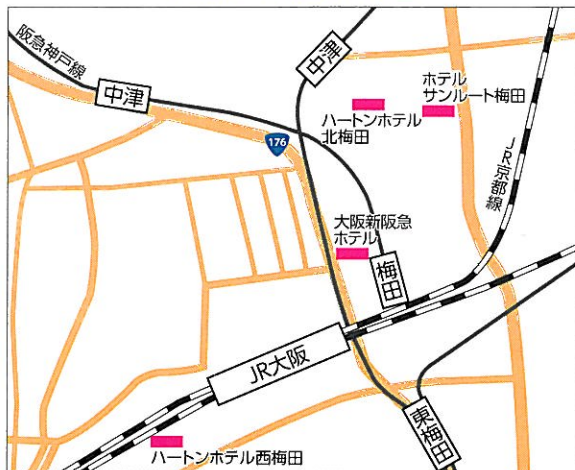 阪急神戸線
中津
中津
ホテル
サンルート梅田
ハートンホテル
北梅田
176
JR京都線
大阪新阪急
ホテル
梅田
JR大阪
東梅田
ハートンホテル西梅田